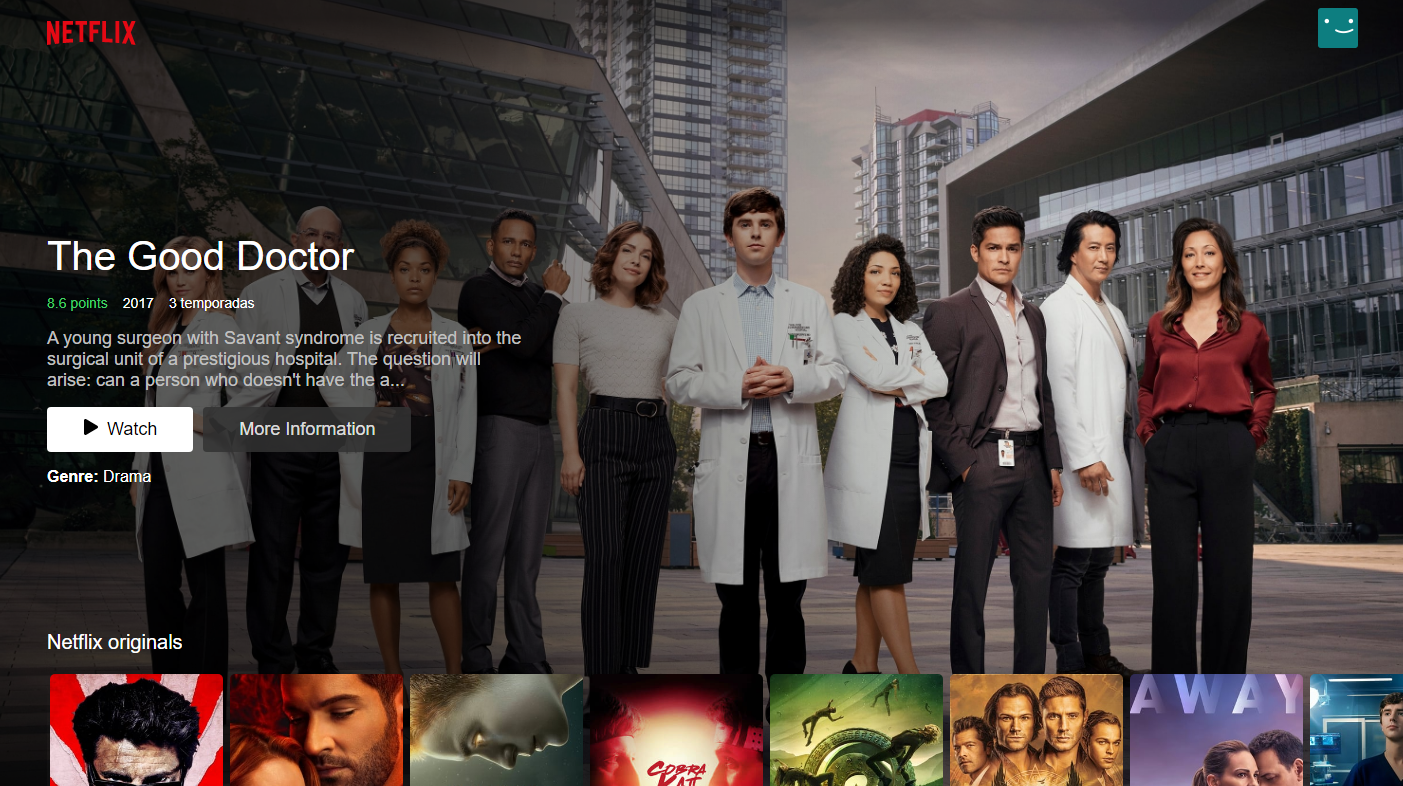 NETFLIX
The Good Doctor
8.6 points 2017 3 temporadas
A young surgeon with Savant syndrome is recruited into the
surgical unit of a prestigious hospital. The question will
arise: can a person who doesn't have the a...
Watch More Information
Genre: Drama
Netflix originals
AWAY
COBRA
KAI